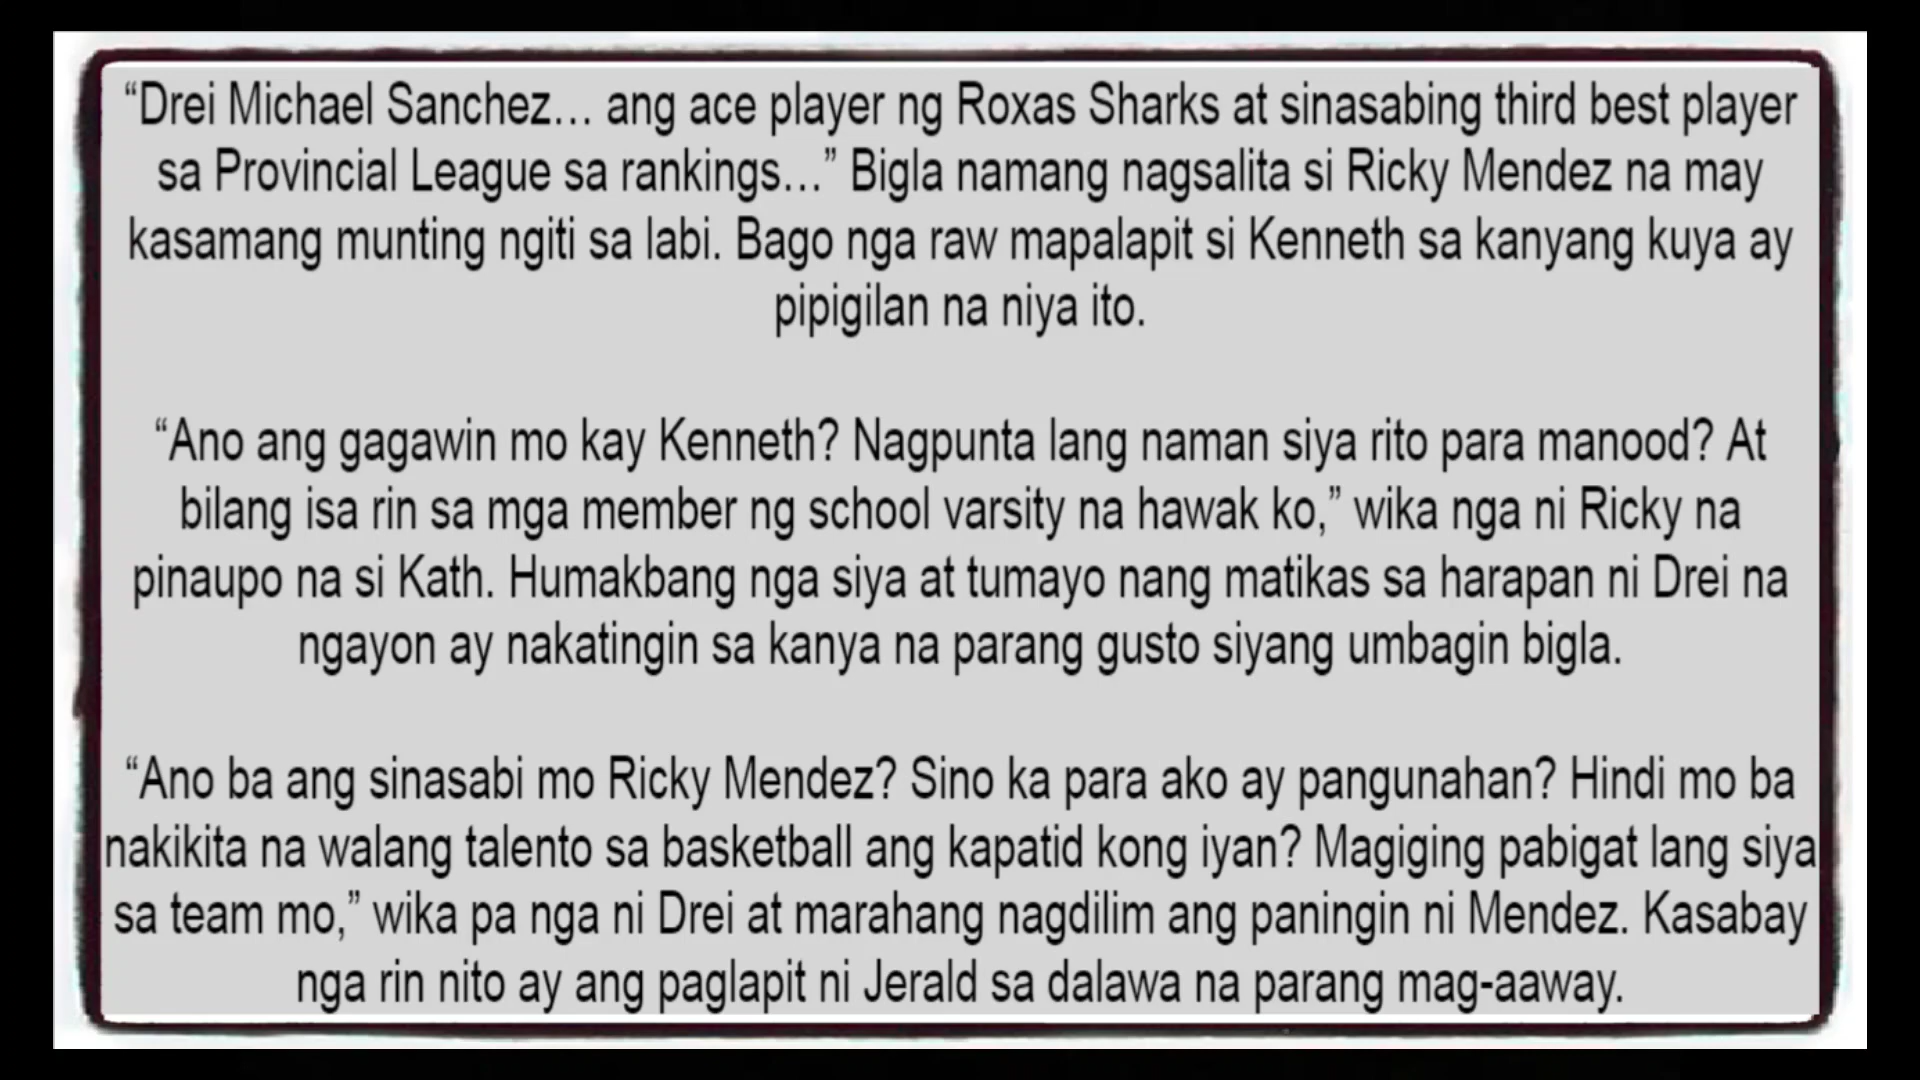 “Drei Michael Sanchez... ang ace player ng Roxas Sharks at sinasabing third best player
sa Provincial League sa rankings...” Bigla namang nagsalita si Ricky Mendez na may
kasamang munting ngiti sa labi. Bago nga raw mapalapit si Kenneth sa kanyang kuya ay
pipigilan na niya ito.
“Ano ang gagawin mo kay Kenneth? Nagpunta lang naman siya rito para manood? At
bilang isa rin sa mga member ng school varsity na hawak ko,” wika nga ni Ricky na
pinaupo na si Kath. Humakbang nga siya at tumayo nang matikas sa harapan ni Drei na
ngayon ay nakatingin sa kanya na parang gusto siyang umbagin bigla.
“Ano ba ang sinasabi mo Ricky Mendez? Sino ka para ako ay pangunahan? Hindi mo ba
nakikita na walang talento sa basketball ang kapatid kong iyan? Magiging pabigat lang siya
sa team mo,” wika pa nga ni Drei at marahang nagdilim ang paningin ni Mendez. Kasabay
nga rin nito ay ang paglapit ni Jerald sa dalawa na parang mag-aaway.